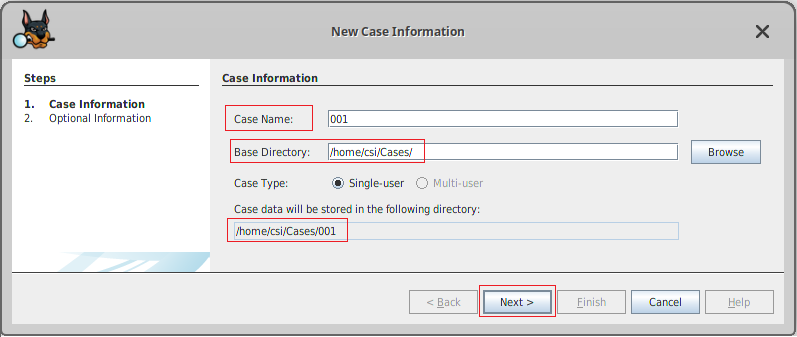 New Case Information
Steps
1. Case Information
2. Optional Information
Case Information
Case Name: 001
Base Directory: /home/csi/Cases/ Browse
Case Type: Single-user Multi-user
Case data will be stored in the following directory:
/home/csi/Cases/001
< Back Next > Finish Cancel Help